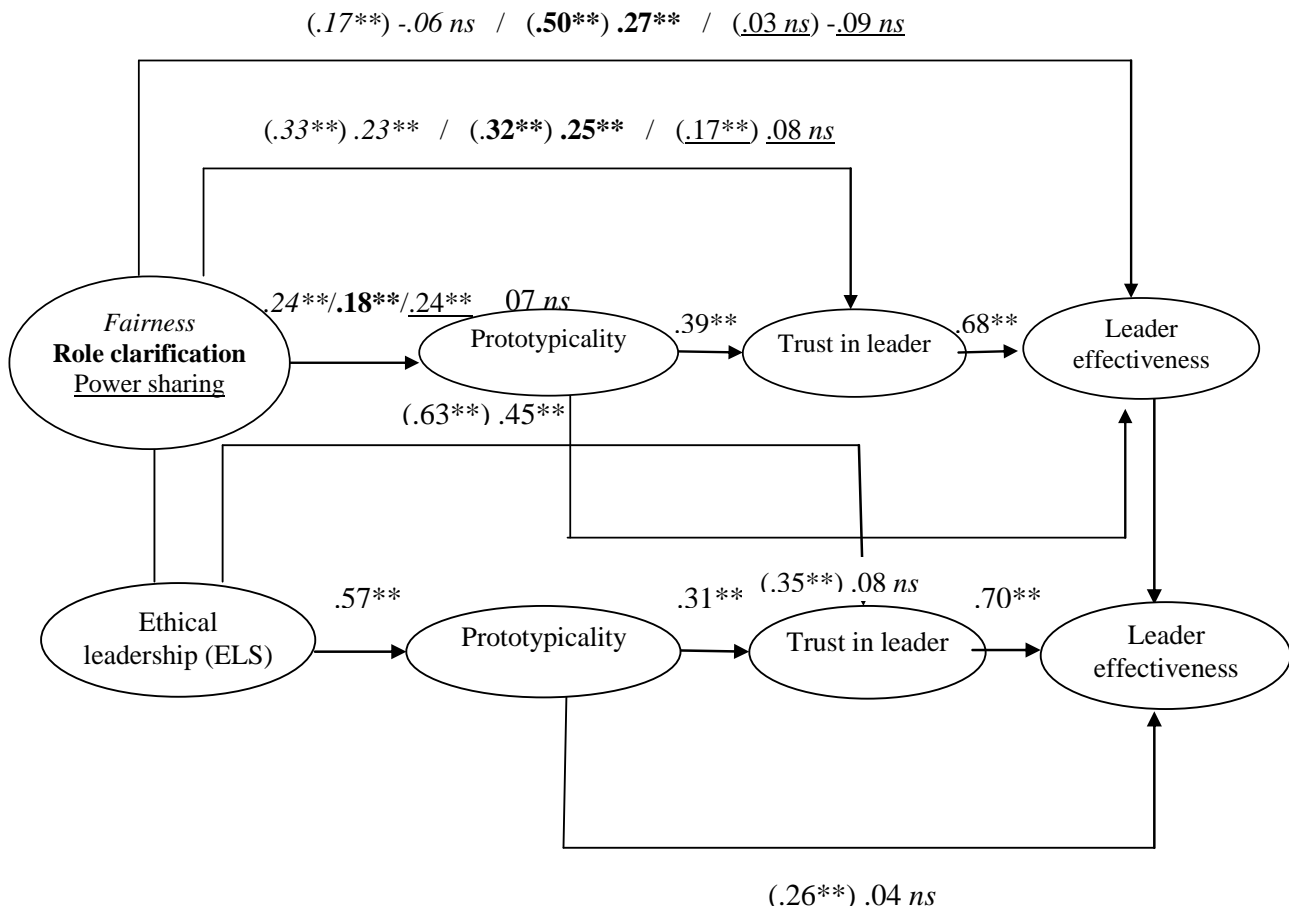 (.17**) -.06 ns / (.50**) .27** / (.03 ns) -.09 ns
(.33**) .23** / (.32**) .25** / (.17**) .08 ns
.24**/.18**/.24** 07 ns
Fairness
Role clarification
Power sharing
Prototypicality
.39**
Trust in leader
.68**
Leader
effectiveness
(.63**) .45**
(.35**) .08 ns
Ethical
leadership (ELS)
.57**
Prototypicality
.31**
Trust in leader
.70**
Leader
effectiveness
(.26**) .04 ns